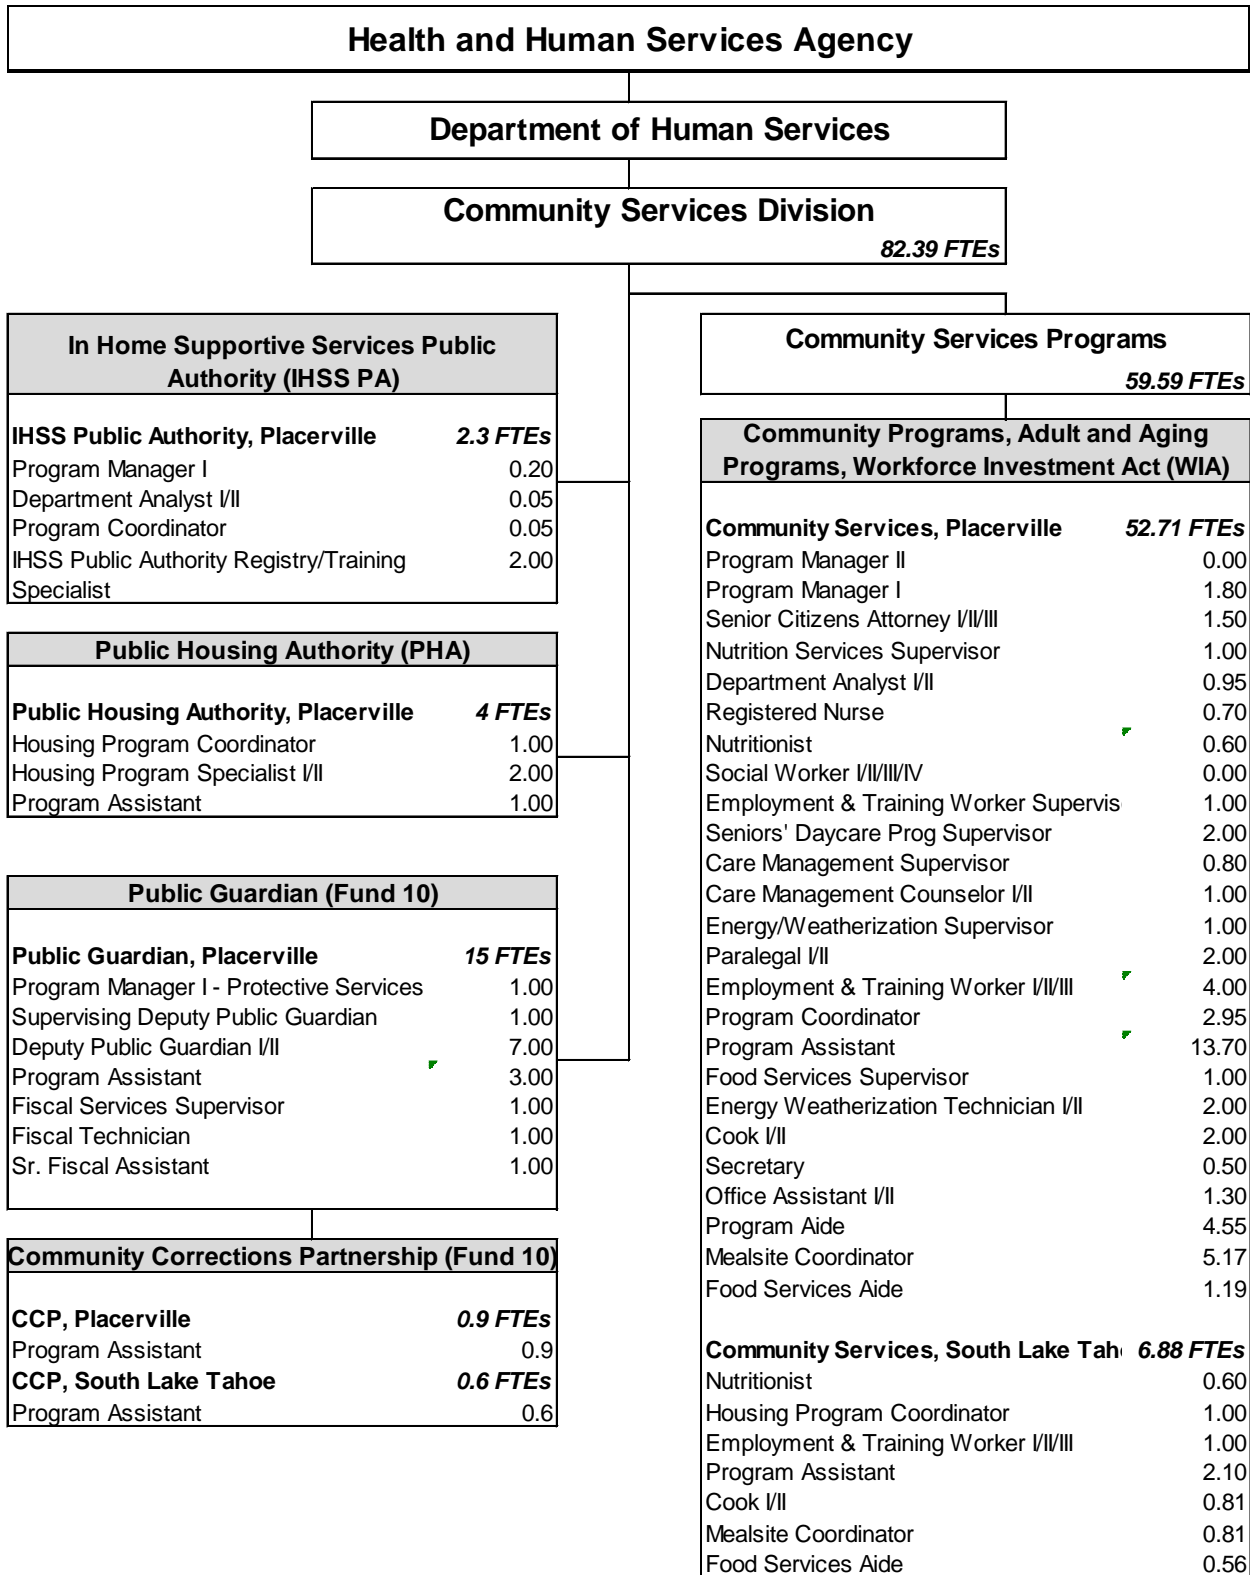 Health and Human Services Agency
Department of Human Services
Community Services Division
82.39 FTEs
In Home Supportive Services Public
Authority (IHSS PA)
IHSS Public Authority, Placerville 2.3 FTEs
Program Manager I 0.20
Department Analyst I/II 0.05
Program Coordinator 0.05
IHSS Public Authority Registry/Training 2.00
Specialist
Public Housing Authority (PHA)
Public Housing Authority, Placerville 4 FTEs
Housing Program Coordinator 1.00
Housing Program Specialist I/II 2.00
Program Assistant 1.00
Public Guardian (Fund 10)
Public Guardian, Placerville 15 FTEs
Program Manager I - Protective Services 1.00
Supervising Deputy Public Guardian 1.00
Deputy Public Guardian I/II 7.00
Program Assistant 3.00
Fiscal Services Supervisor 1.00
Fiscal Technician 1.00
Sr. Fiscal Assistant 1.00
Community Corrections Partnership (Fund 10)
CCP, Placerville 0.9 FTEs
Program Assistant 0.9
CCP, South Lake Tahoe 0.6 FTEs
Program Assistant 0.6
Community Services Programs
59.59 FTEs
Community Programs, Adult and Aging
Programs, Workforce Investment Act (WIA)
Community Services, Placerville 52.71 FTEs
Program Manager II 0.00
Program Manager I 1.80
Senior Citizens Attorney I/II/III 1.50
Nutrition Services Supervisor 1.00
Department Analyst I/II 0.95
Registered Nurse 0.70
Nutritionist 0.60
Social Worker I/II/III/IV 0.00
Employment & Training Worker Supervis 1.00
Seniors' Daycare Prog Supervisor 2.00
Care Management Supervisor 0.80
Care Management Counselor I/II 1.00
Energy/Weatherization Supervisor 1.00
Paralegal I/II 2.00
Employment & Training Worker I/II/III 4.00
Program Coordinator 2.95
Program Assistant 13.70
Food Services Supervisor 1.00
Energy Weatherization Technician I/II 2.00
Cook I/II 2.00
Secretary 0.50
Office Assistant I/II 1.30
Program Aide 4.55
Mealsite Coordinator 5.17
Food Services Aide 1.19
Community Services, South Lake Tah 6.88 FTEs
Nutritionist 0.60
Housing Program Coordinator 1.00
Employment & Training Worker I/II/III 1.00
Program Assistant 2.10
Cook I/II 0.81
Mealsite Coordinator 0.81
Food Services Aide 0.56